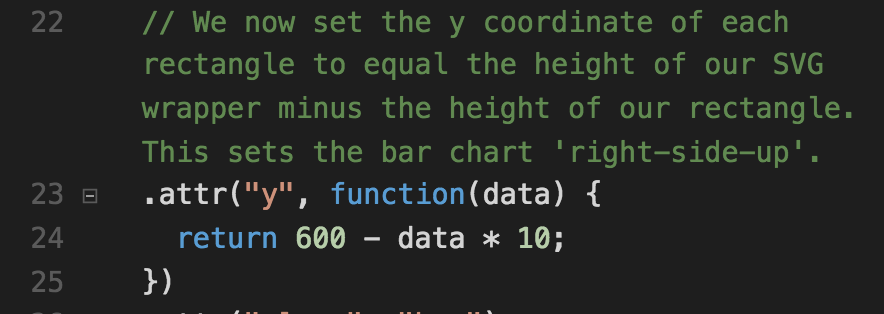 22 // We now set the y coordinate of each
rectangle to equal the height of our SVG
wrapper minus the height of our rectangle.
This sets the bar chart 'right-side-up'.
23 .attr("y", function(data) {
24 return 600 - data * 10;
25 })